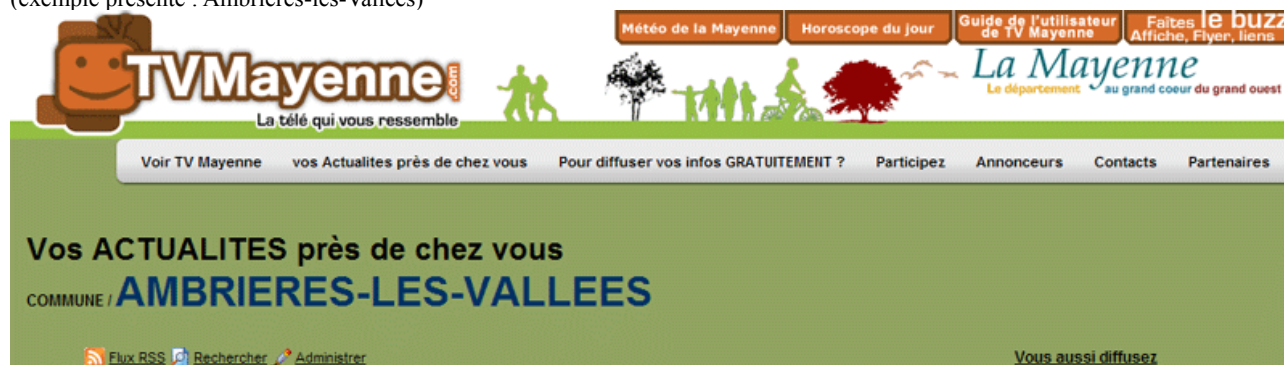 (exemple présenté : Ambrières-les-Vallées)
Météo de la Mayenne
Horoscope du jour
Guide de l'utilisateur
de TV Mayenne
Faîtes le buzz
Affiche, Flyer, liens
TVMayenne.com
La télé qui vous ressemble
La Mayenne
Le département au grand coeur du grand ouest
Voir TV Mayenne vos Actualites près de chez vous Pour diffuser vos infos GRATUITEMENT ? Participez Annonceurs Contacts Partenaires
Vos ACTUALITES près de chez vous
COMMUNE / AMBRIERES-LES-VALLEES
Flux RSS Rechercher Administrer
Vous aussi diffusez